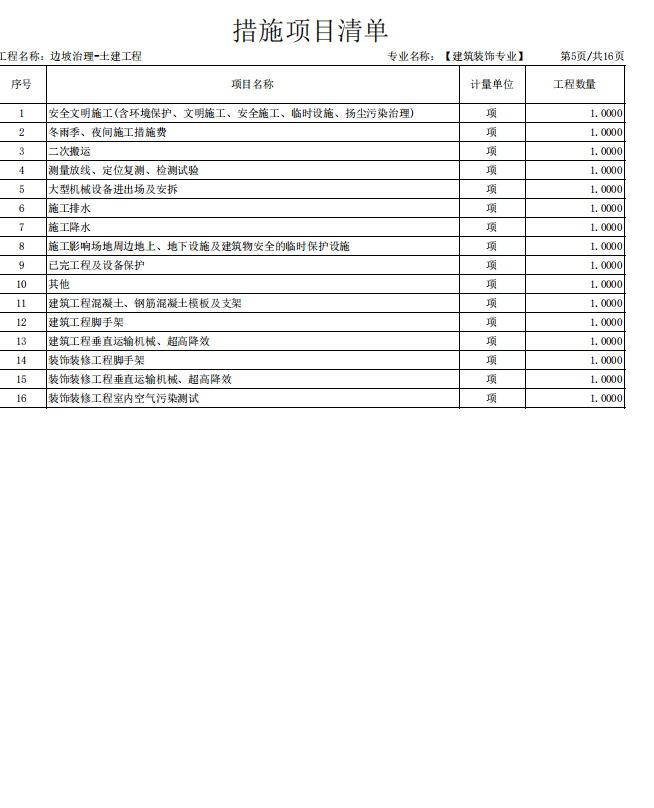 措施项目清单
工程名称：边坡治理-土建工程 专业名称：【建筑装饰专业】 第5页/共16页
序号 项目名称 计量单位 工程数量
1 安全文明施工(含环境保护、文明施工、安全施工、临时设施、扬尘污染治理) 项 1.0000
2 冬雨季、夜间施工措施费 项 1.0000
3 二次搬运 项 1.0000
4 测量放线、定位复测、检测试验 项 1.0000
5 大型机械设备进出场及安拆 项 1.0000
6 施工排水 项 1.0000
7 施工降水 项 1.0000
8 施工影响场地周边地上、地下设施及建筑物安全的临时保护设施 项 1.0000
9 已完工程及设备保护 项 1.0000
10 其他 项 1.0000
11 建筑工程混凝土、钢筋混凝土模板及支架 项 1.0000
12 建筑工程脚手架 项 1.0000
13 建筑工程垂直运输机械、超高降效 项 1.0000
14 装饰装修工程脚手架 项 1.0000
15 装饰装修工程垂直运输机械、超高降效 项 1.0000
16 装饰装修工程室内空气污染测试 项 1.0000